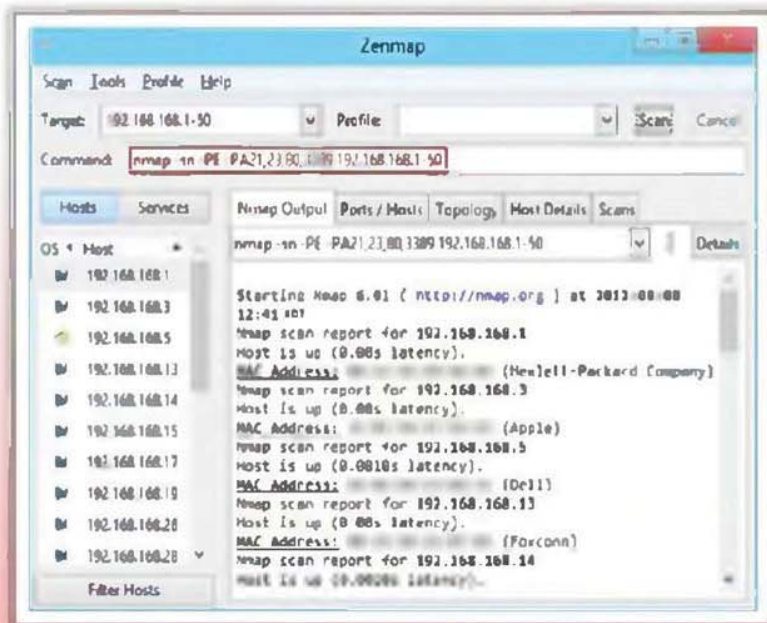 Zenmap
Scan Tools Profile Help
Target: 192.168.168.1-50 Profile: Scan Cancel
Command: nmap -sn -PE -PA21,23,80,3389 192.168.168.1-50
Hosts Services
Nmap Output Ports / Hosts Topology Host Details Scans
OS Host
nmap -sn -PE -PA21,23,80,3389 192.168.168.1-50 Details
192.168.168.1
192.168.168.3
192.168.168.5
192.168.168.13
192.168.168.14
192.168.168.15
192.168.168.17
192.168.168.19
192.168.168.28
Filter Hosts
Starting Nmap 6.01 ( http://nmap.org ) at
12:41
Nmap scan report for 192.168.168.1
Host is up (0.00s latency).
MAC Address: (Hewlett-Packard Company)
Nmap scan report for 192.168.168.3
Host is up (0.00s latency).
MAC Address: (Apple)
Nmap scan report for 192.168.168.5
Host is up (0.0010s latency).
MAC Address: (Dell)
Nmap scan report for 192.168.168.13
Host is up (0.00s latency).
MAC Address: (Foxconn)
Nmap scan report for 192.168.168.14
Host is up latency).